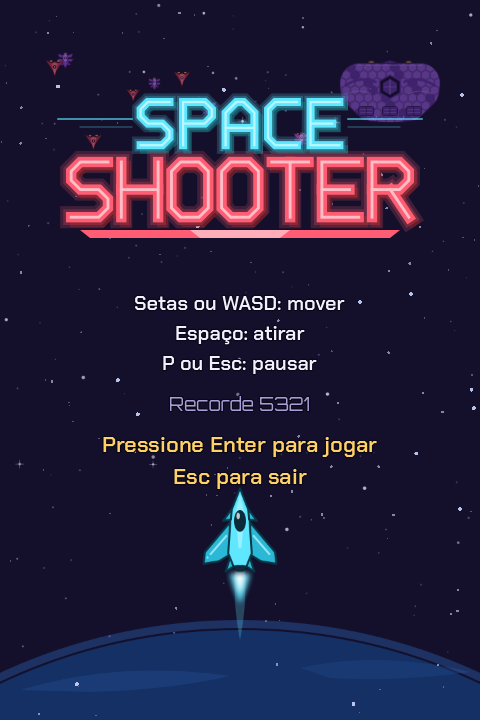 SPACE
SHOOTER
Setas ou WASD: mover
Espaço: atirar
P ou Esc: pausar
Recorde 5321
Pressione Enter para jogar
Esc para sair